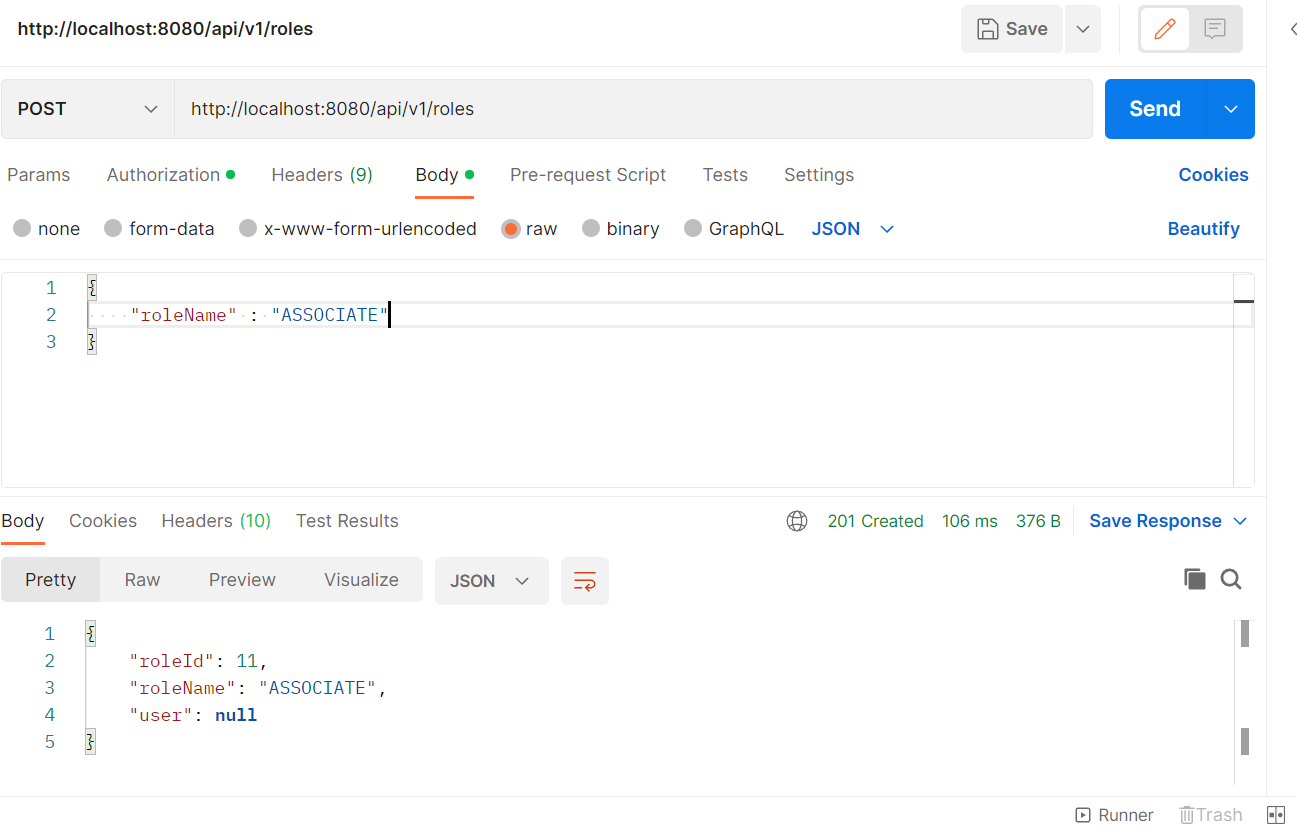 http://localhost:8080/api/v1/roles Save
POST http://localhost:8080/api/v1/roles Send
Params Authorization Headers (9) Body Pre-request Script Tests Settings Cookies
none form-data x-www-form-urlencoded raw binary GraphQL JSON Beautify
1 {
2 "roleName" : "ASSOCIATE"
3 }
Body Cookies Headers (10) Test Results 201 Created 106 ms 376 B Save Response
Pretty Raw Preview Visualize JSON
1 {
2 "roleId": 11,
3 "roleName": "ASSOCIATE",
4 "user": null
5 }
Runner Trash